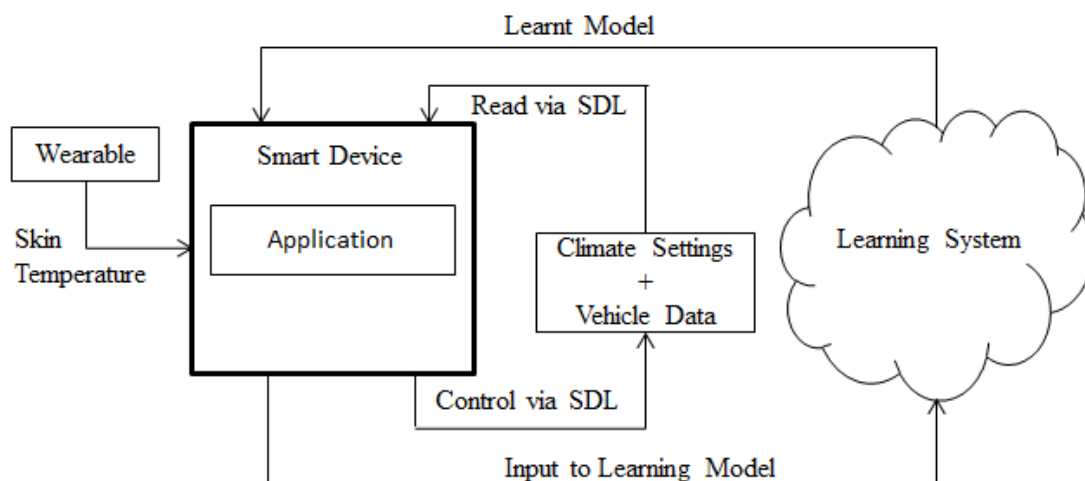 Learnt Model
Read via SDL
Wearable
Smart Device
Application
Skin
Temperature
Climate Settings
+
Vehicle Data
Learning System
Control via SDL
Input to Learning Model